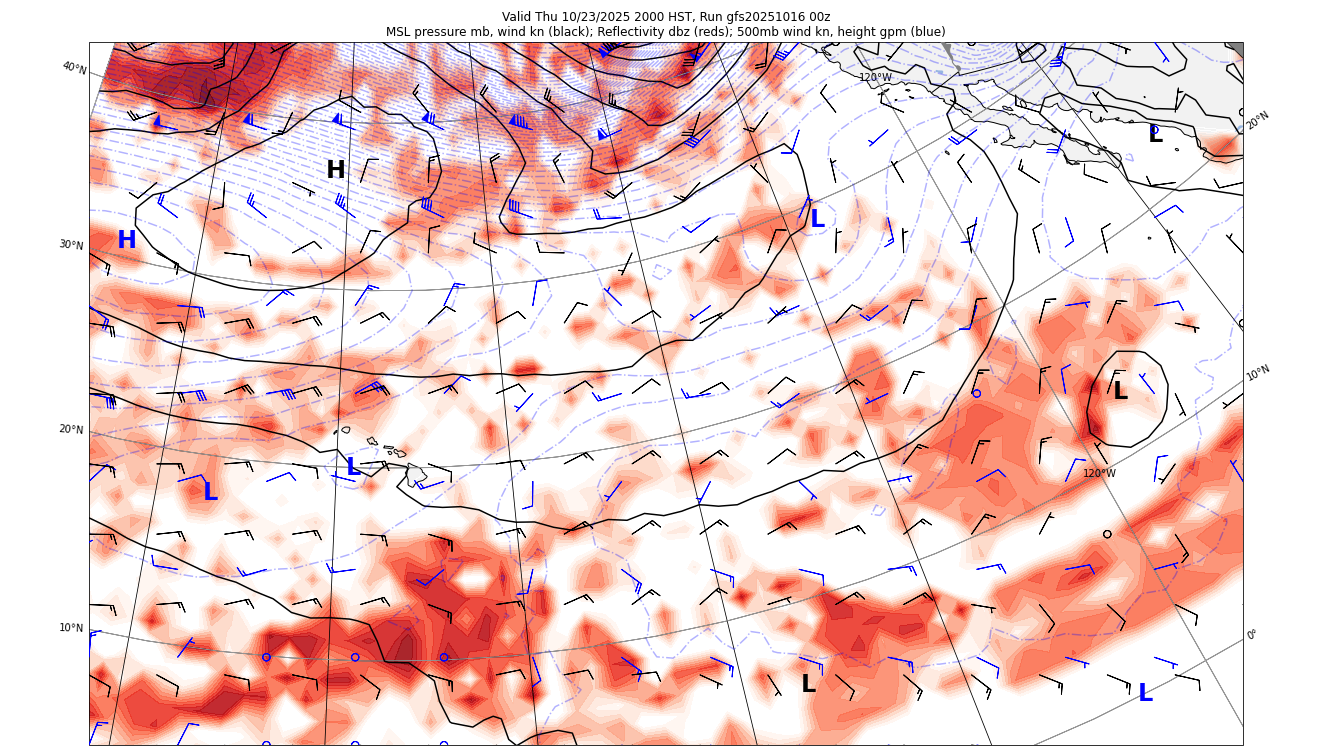 Valid Thu 10/23/2025 2000 HST, Run gfs20251016 00z
MSL pressure mb, wind kn (black); Reflectivity dbz (reds); 500mb wind kn, height gpm (blue)
40°N
120°W
20°N
L
H
L
H
30°N
10°N
L
20°N
L
L
120°W
10°N
0°
L
L